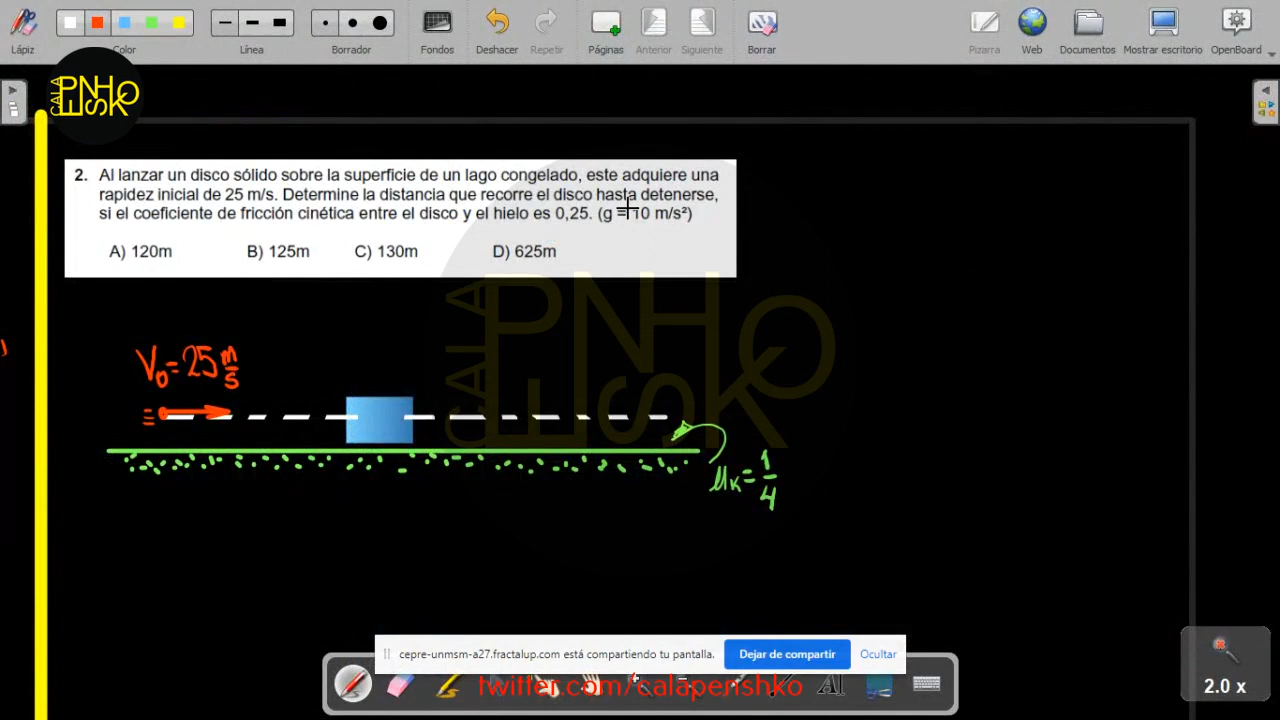 Lápiz
Color
Línea
Borrador
Fondos
Deshacer
Repetir
Páginas
Anterior
Siguiente
Borrar
Pizarra
Web
Documentos
Mostrar escritorio
OpenBoard
CALA
PENHSKO
2. Al lanzar un disco sólido sobre la superficie de un lago congelado, este adquiere una
rapidez inicial de 25 m/s. Determine la distancia que recorre el disco hasta detenerse,
si el coeficiente de fricción cinética entre el disco y el hielo es 0,25. (g = 10 m/s²)
A) 120m B) 125m C) 130m D) 625m
CALA
PENHSKO
V₀ = 25 m/s
μK = 1/4
cepre-unmsm-a27.fractalup.com está compartiendo tu pantalla.
Dejar de compartir
Ocultar
twitter.com/calapenshko
AI
2.0 x